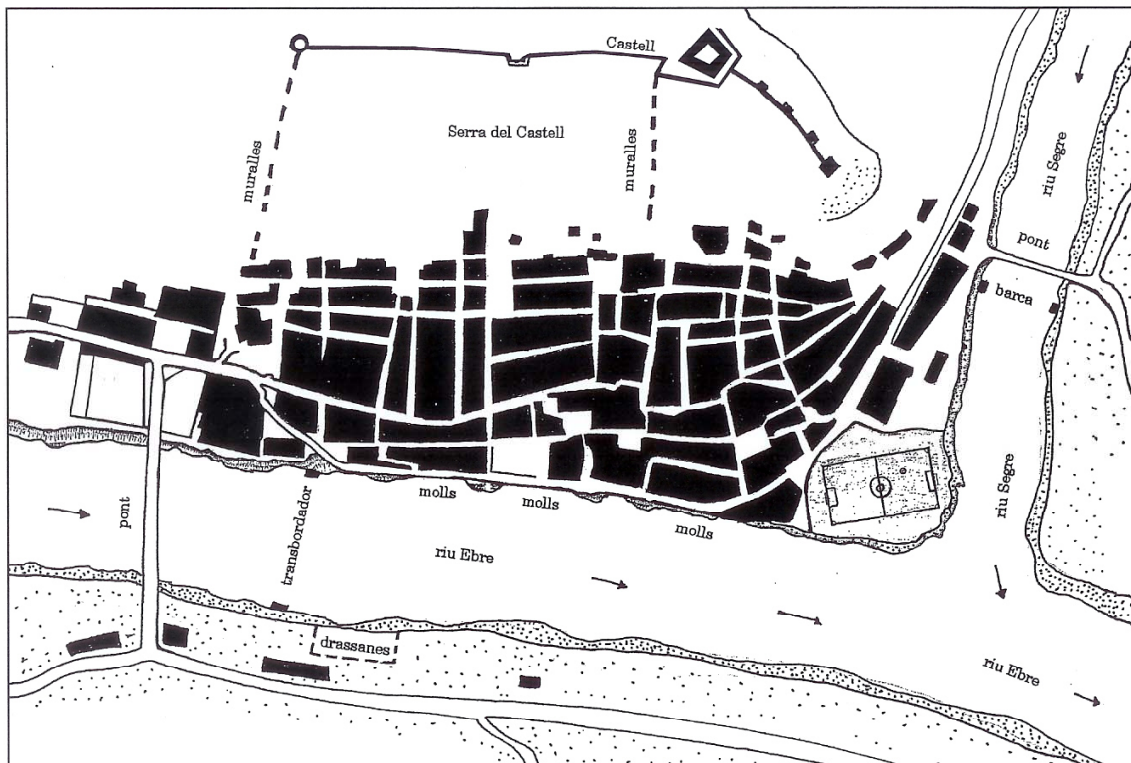 Castell
Serra del Castell
muralles
muralles
riu Segre
pont
barca
riu Segre
molls
molls
molls
transbordador
pont
riu Ebre
drassanes
riu Ebre